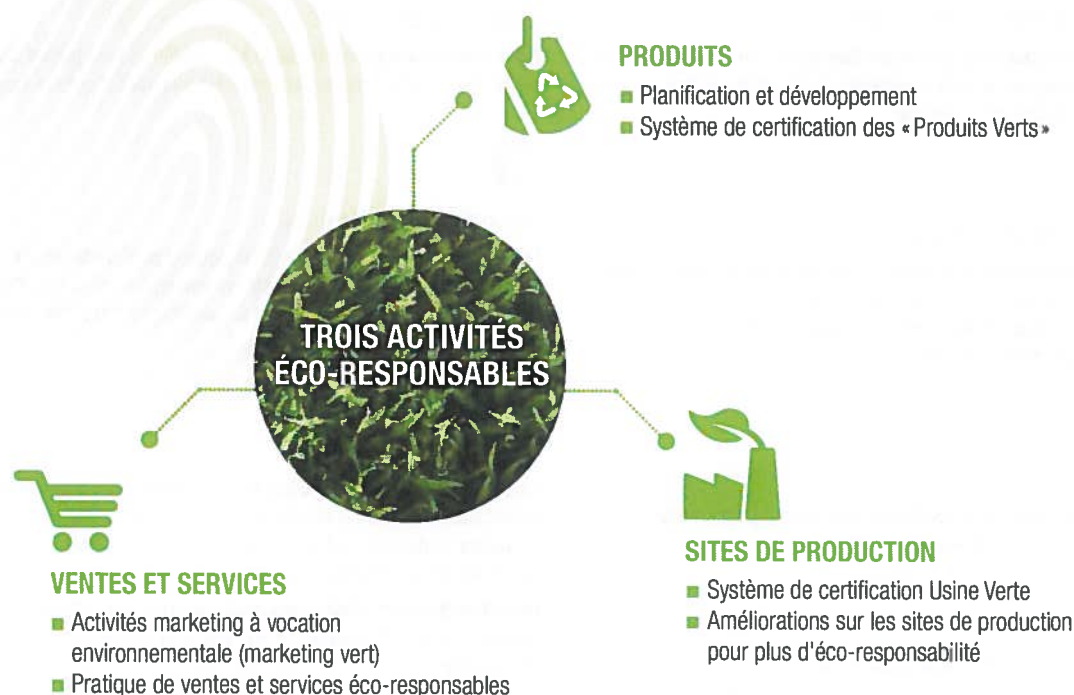 PRODUITS
■ Planification et développement
■ Système de certification des «Produits Verts»
TROIS ACTIVITÉS
ÉCO-RESPONSABLES
VENTES ET SERVICES
■ Activités marketing à vocation
environnementale (marketing vert)
■ Pratique de ventes et services éco-responsables
SITES DE PRODUCTION
■ Système de certification Usine Verte
■ Améliorations sur les sites de production
pour plus d'éco-responsabilité